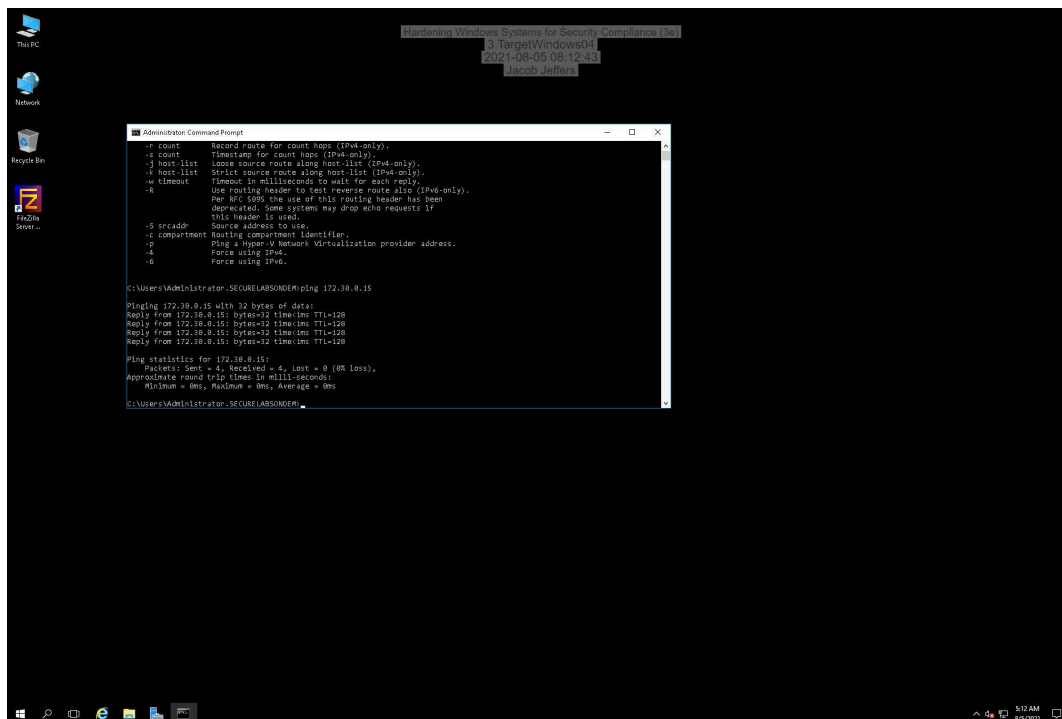 This PC
Network
Recycle Bin
FileZilla
Server ...
Hardening Windows Systems for Security Compliance (3e)
3.TargetWindows04
2021-08-05 08:12:43
Jacob Jeffers
Administrator: Command Prompt
-r count Record route for count hops (IPv4-only).
-s count Timestamp for count hops (IPv4-only).
-j host-list Loose source route along host-list (IPv4-only).
-k host-list Strict source route along host-list (IPv4-only).
-w timeout Timeout in milliseconds to wait for each reply.
-R Use routing header to test reverse route also (IPv6-only).
Per RFC 5095 the use of this routing header has been
deprecated. Some systems may drop echo requests if
this header is used.
-S srcaddr Source address to use.
-c compartment Routing compartment identifier.
-p Ping a Hyper-V Network Virtualization provider address.
-4 Force using IPv4.
-6 Force using IPv6.
C:\Users\Administrator.SECURELABSONDEM>ping 172.30.0.15
Pinging 172.30.0.15 with 32 bytes of data:
Reply from 172.30.0.15: bytes=32 time<1ms TTL=128
Reply from 172.30.0.15: bytes=32 time<1ms TTL=128
Reply from 172.30.0.15: bytes=32 time<1ms TTL=128
Reply from 172.30.0.15: bytes=32 time<1ms TTL=128
Ping statistics for 172.30.0.15:
Packets: Sent = 4, Received = 4, Lost = 0 (0% loss),
Approximate round trip times in milli-seconds:
Minimum = 0ms, Maximum = 0ms, Average = 0ms
C:\Users\Administrator.SECURELABSONDEM>
5:12 AM
8/5/2021